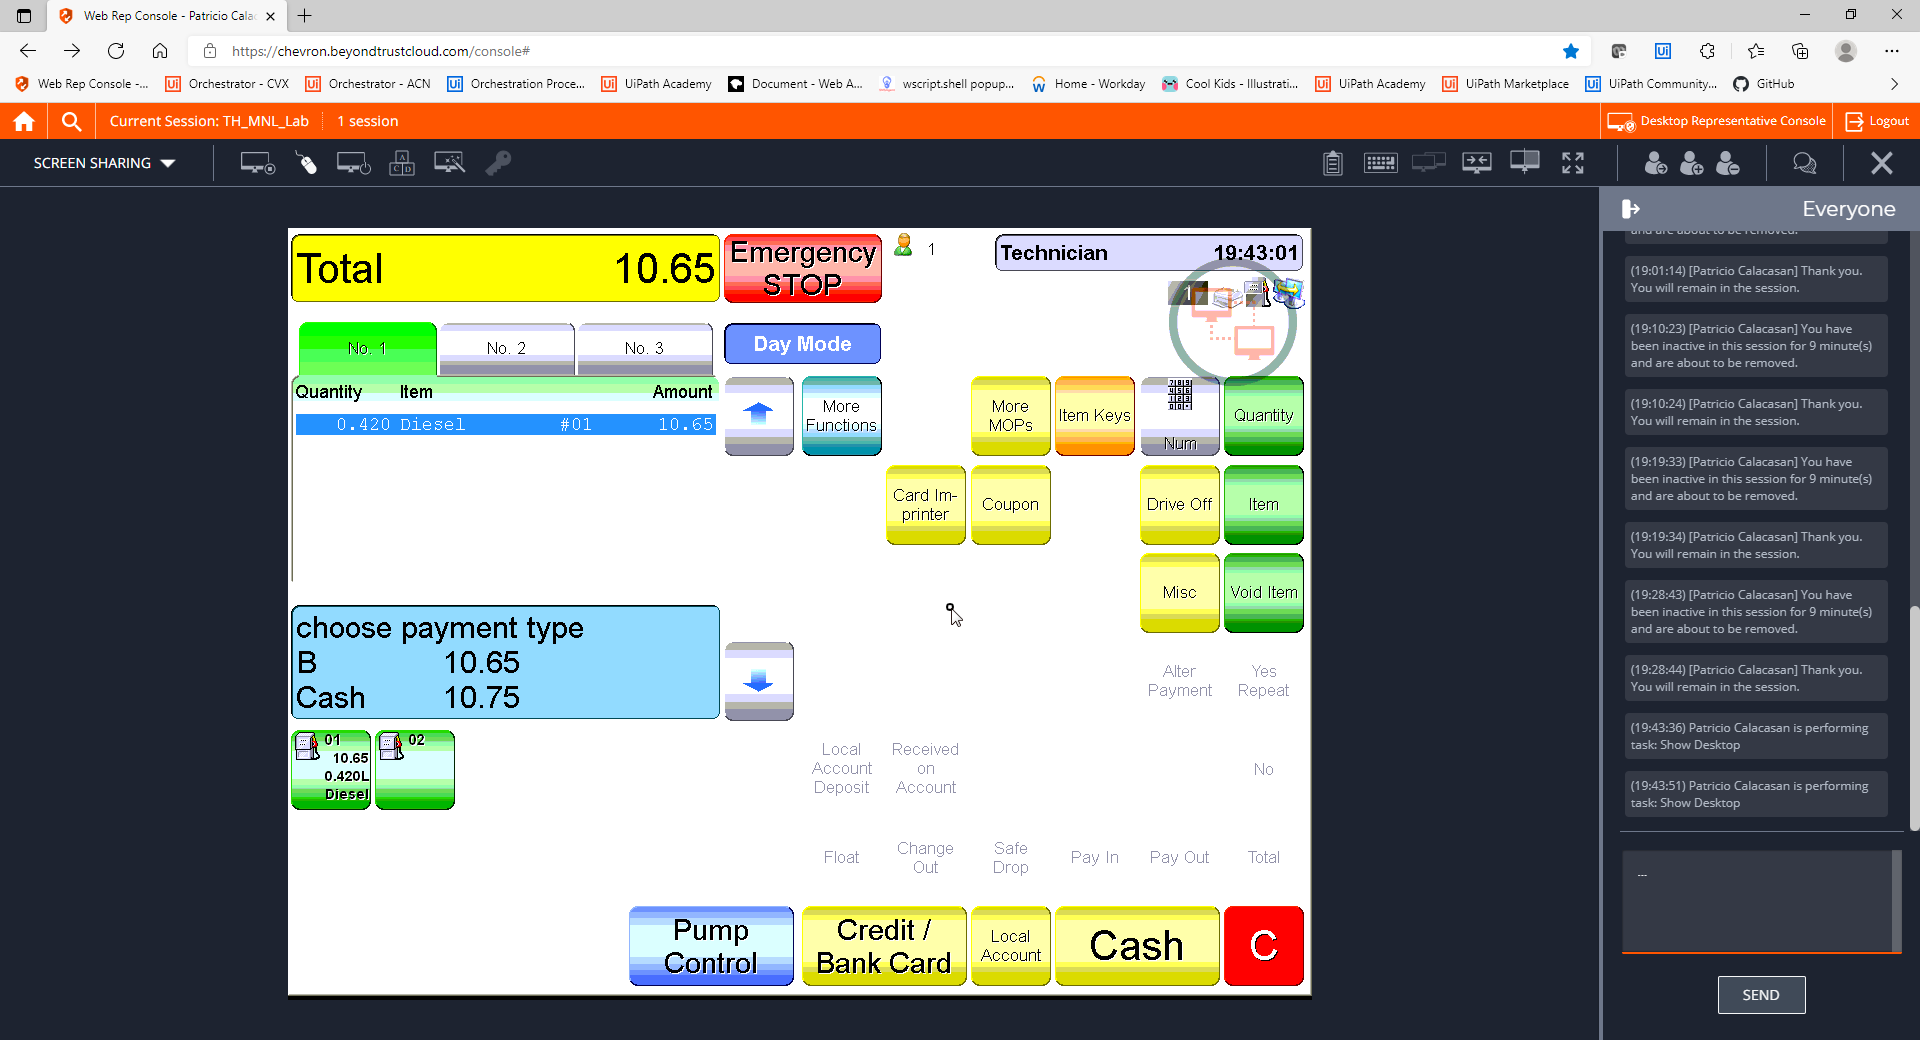 Web Rep Console - Patricio Cala
https://chevron.beyondtrustcloud.com/console#
Web Rep Console -...
Orchestrator - CVX
Orchestrator - ACN
Orchestration Proce...
UiPath Academy
Document - Web A...
wscript.shell popup...
Home - Workday
Cool Kids - Illustrati...
UiPath Academy
UiPath Marketplace
UiPath Community...
GitHub
Current Session: TH_MNL_Lab
1 session
Desktop Representative Console
Logout
SCREEN SHARING
Everyone
Total 10.65
Emergency
STOP
1
Technician 19:43:01
1
No. 1
No. 2
No. 3
Day Mode
Quantity Item Amount
0.420 Diesel #01 10.65
More
Functions
More
MOPs
Item Keys
Num
Quantity
Card Im-
printer
Coupon
Drive Off
Item
Misc
Void Item
choose payment type
B 10.65
Cash 10.75
Alter
Payment
Yes
Repeat
01
10.65
0.420L
Diesel
02
Local
Account
Deposit
Received
on
Account
No
Float
Change
Out
Safe
Drop
Pay In
Pay Out
Total
Pump
Control
Credit /
Bank Card
Local
Account
Cash
C
and are about to be removed.
(19:01:14) [Patricio Calacasan] Thank you.
You will remain in the session.
(19:10:23) [Patricio Calacasan] You have
been inactive in this session for 9 minute(s)
and are about to be removed.
(19:10:24) [Patricio Calacasan] Thank you.
You will remain in the session.
(19:19:33) [Patricio Calacasan] You have
been inactive in this session for 9 minute(s)
and are about to be removed.
(19:19:34) [Patricio Calacasan] Thank you.
You will remain in the session.
(19:28:43) [Patricio Calacasan] You have
been inactive in this session for 9 minute(s)
and are about to be removed.
(19:28:44) [Patricio Calacasan] Thank you.
You will remain in the session.
(19:43:36) Patricio Calacasan is performing
task: Show Desktop
(19:43:51) Patricio Calacasan is performing
task: Show Desktop
...
SEND